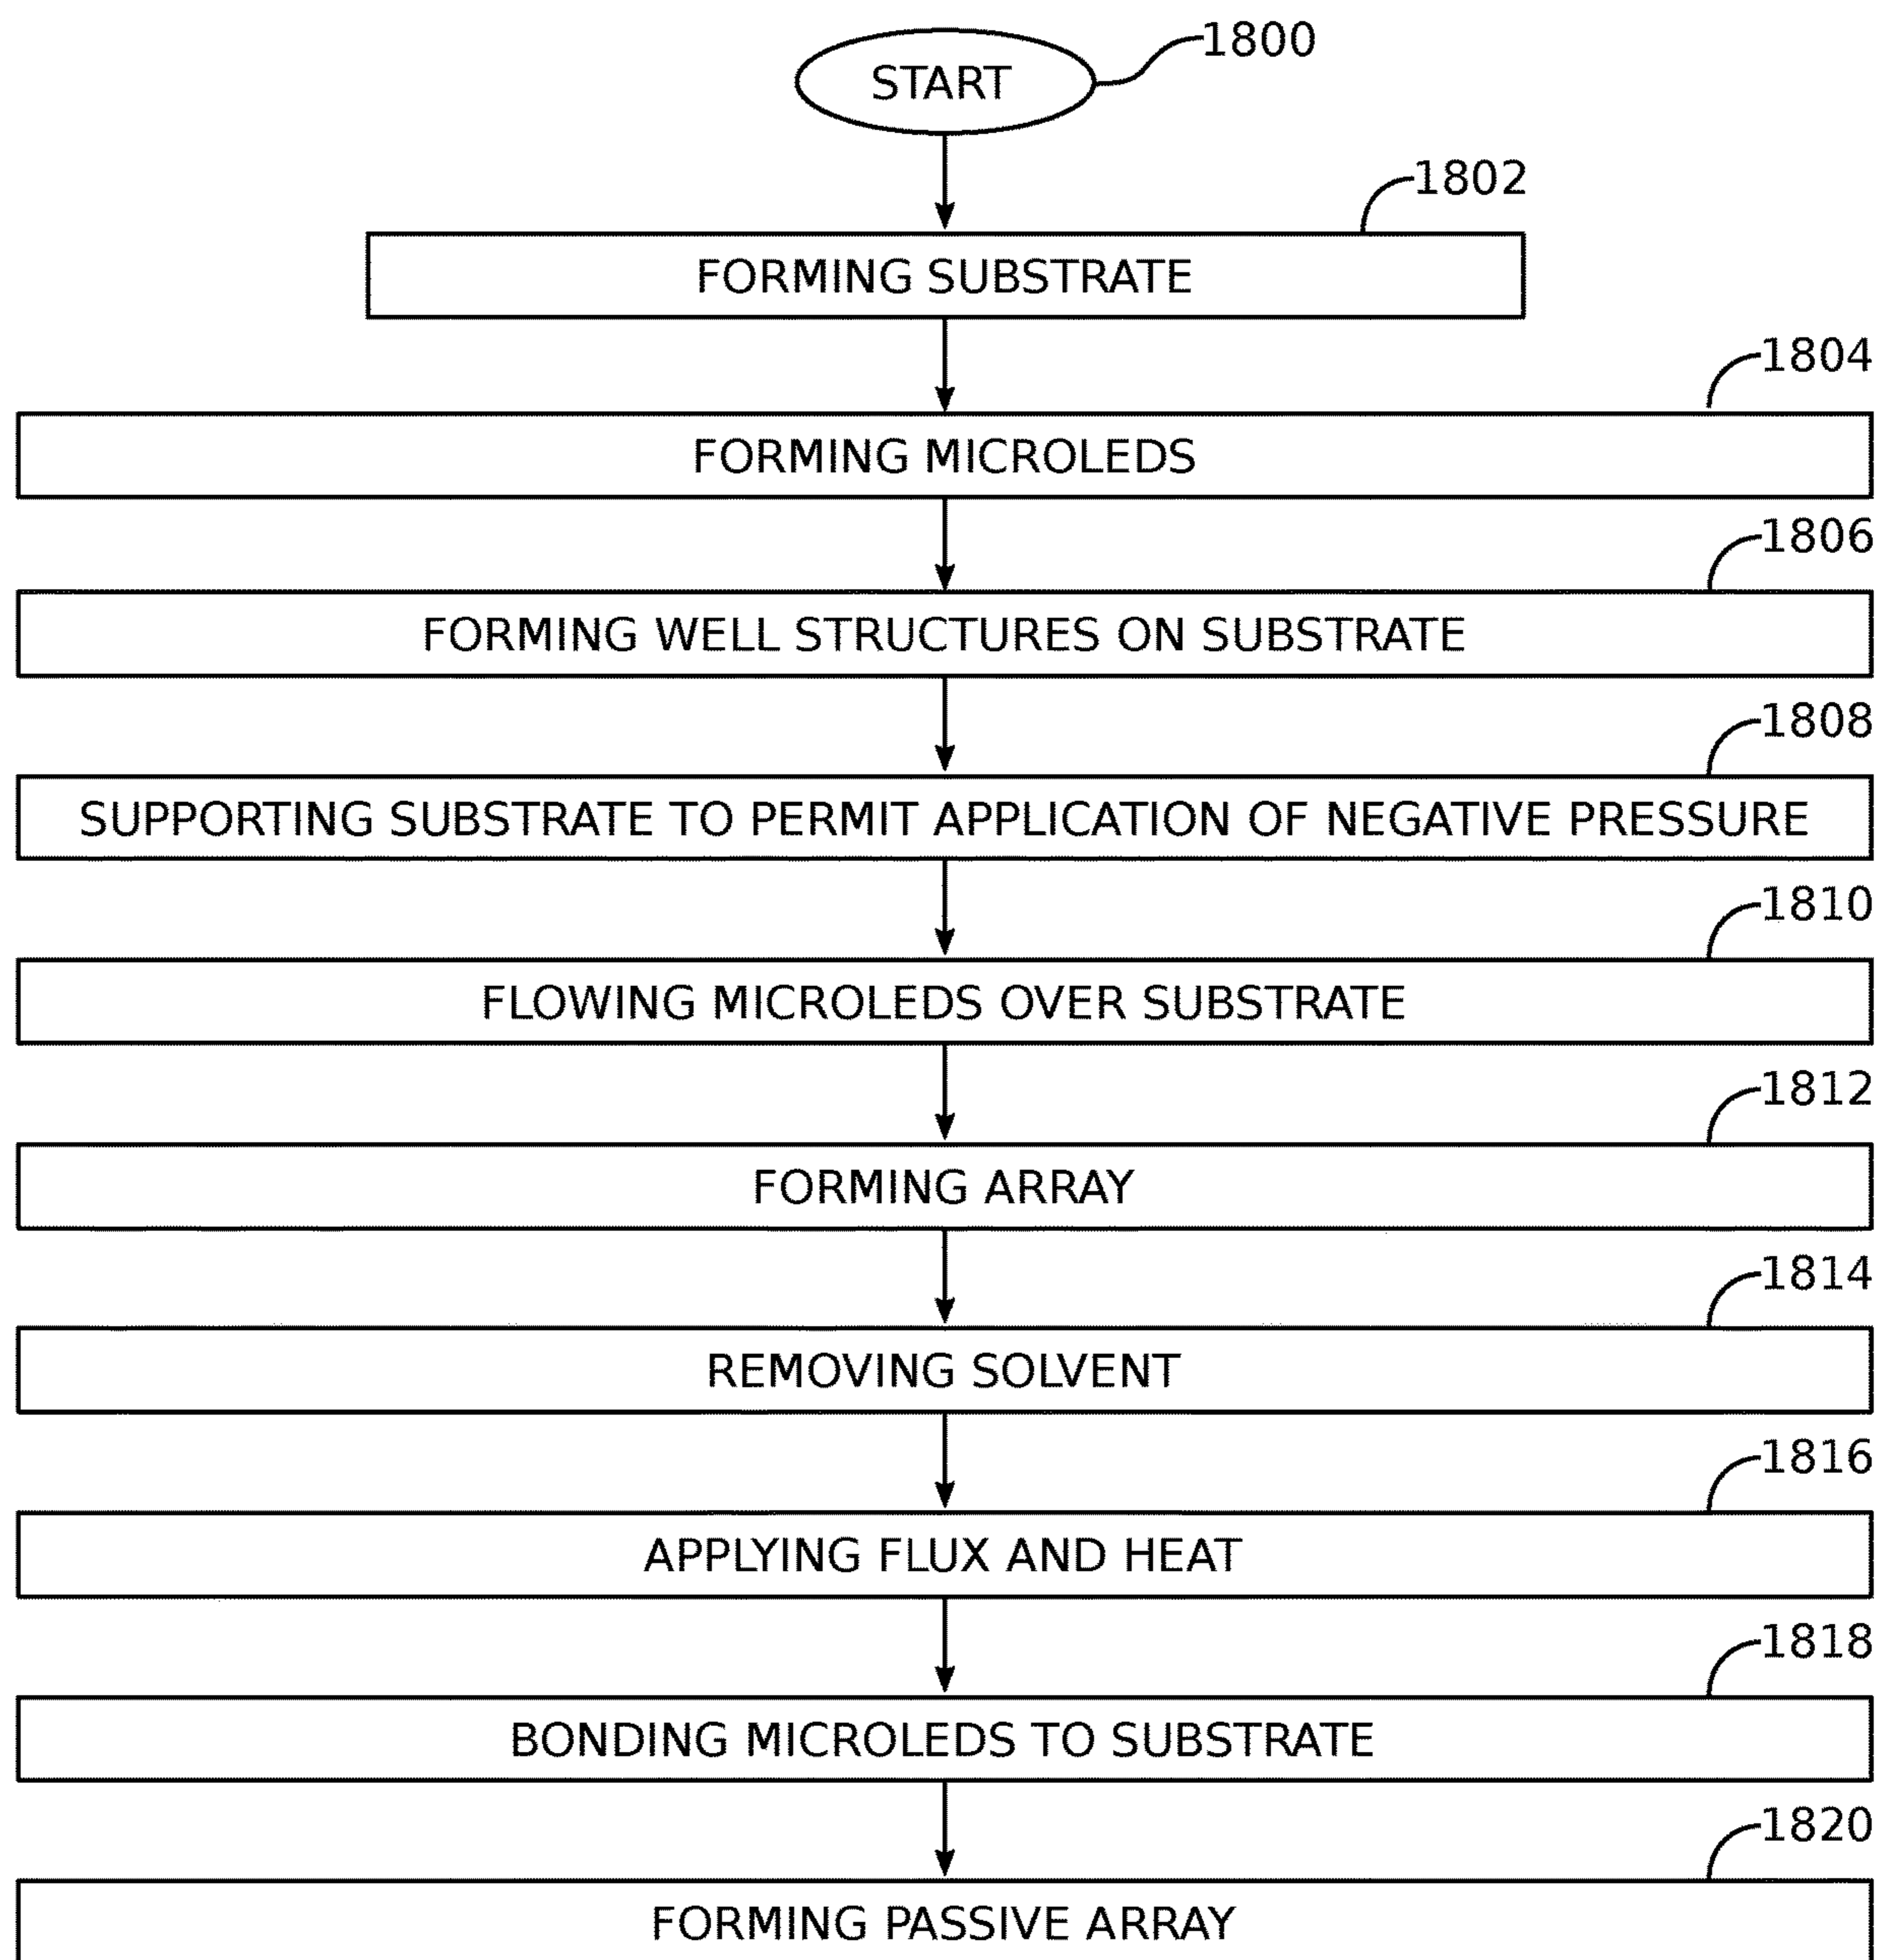 1800
START
1802
FORMING SUBSTRATE
1804
FORMING MICROLEDS
1806
FORMING WELL STRUCTURES ON SUBSTRATE
1808
SUPPORTING SUBSTRATE TO PERMIT APPLICATION OF NEGATIVE PRESSURE
1810
FLOWING MICROLEDS OVER SUBSTRATE
1812
FORMING ARRAY
1814
REMOVING SOLVENT
1816
APPLYING FLUX AND HEAT
1818
BONDING MICROLEDS TO SUBSTRATE
1820
FORMING PASSIVE ARRAY